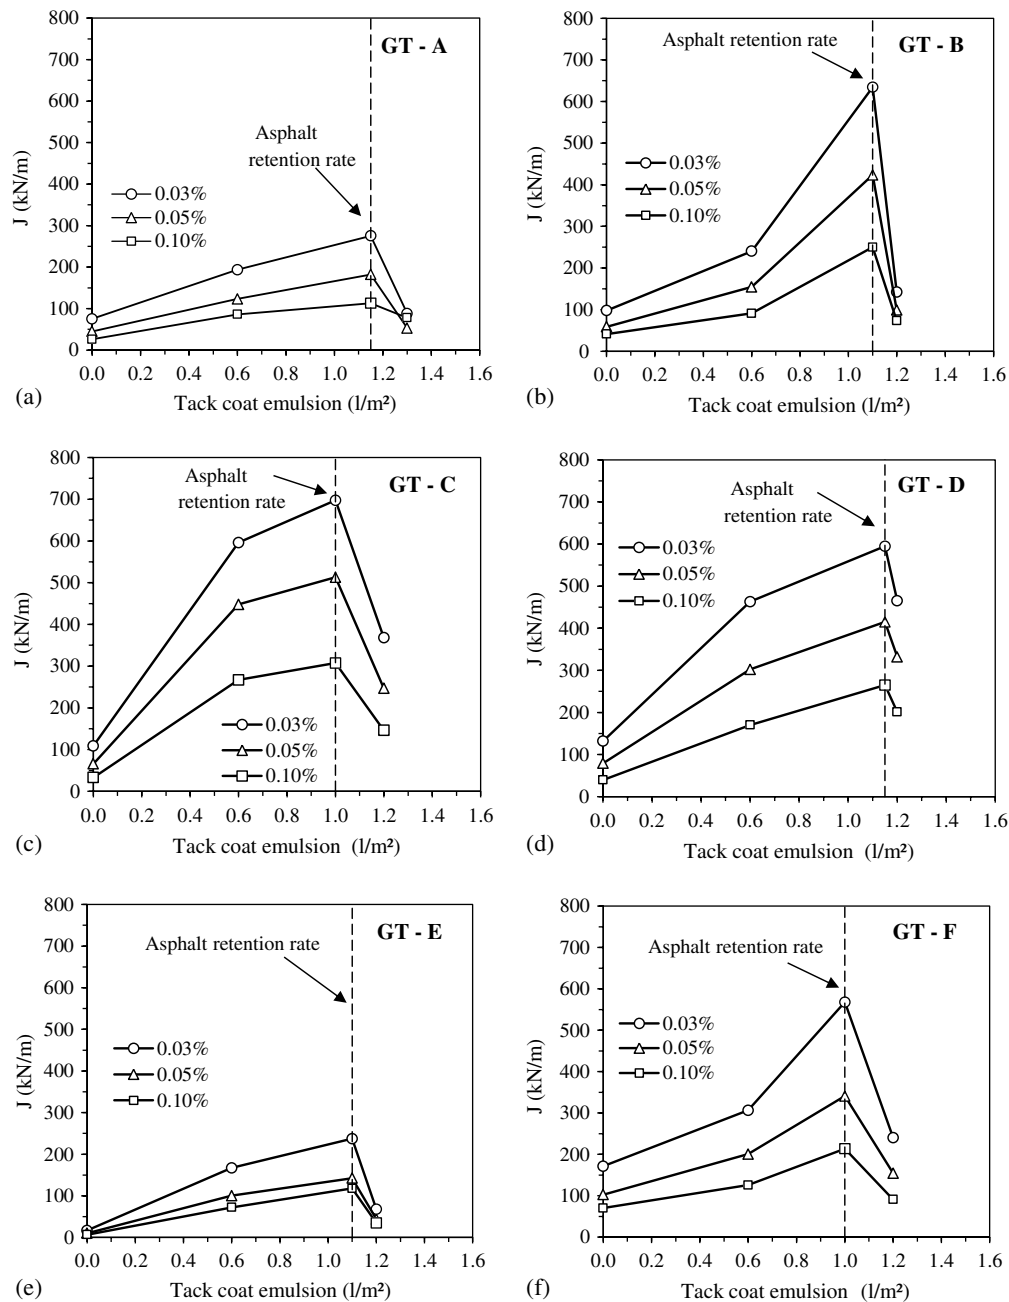 800
700
600
500
400
300
200
100
0
J (kN/m)
GT - A
Asphalt
retention rate
0.03%
0.05%
0.10%
0.0 0.2 0.4 0.6 0.8 1.0 1.2 1.4 1.6
(a)
Tack coat emulsion (l/m²)
800
700
600
500
400
300
200
100
0
J (kN/m)
Asphalt retention rate
GT - B
0.03%
0.05%
0.10%
0.0 0.2 0.4 0.6 0.8 1.0 1.2 1.4 1.6
(b)
Tack coat emulsion (l/m²)
800
700
600
500
400
300
200
100
0
J (kN/m)
Asphalt
retention rate
GT - C
0.03%
0.05%
0.10%
0.0 0.2 0.4 0.6 0.8 1.0 1.2 1.4 1.6
(c)
Tack coat emulsion (l/m²)
800
700
600
500
400
300
200
100
0
J (kN/m)
Asphalt
retention rate
GT - D
0.03%
0.05%
0.10%
0.0 0.2 0.4 0.6 0.8 1.0 1.2 1.4 1.6
(d)
Tack coat emulsion (l/m²)
800
700
600
500
400
300
200
100
0
J (kN/m)
GT - E
Asphalt retention rate
0.03%
0.05%
0.10%
0.0 0.2 0.4 0.6 0.8 1.0 1.2 1.4 1.6
(e)
Tack coat emulsion (l/m²)
800
700
600
500
400
300
200
100
0
J (kN/m)
GT - F
Asphalt retention rate
0.03%
0.05%
0.10%
0.0 0.2 0.4 0.6 0.8 1.0 1.2 1.4 1.6
(f)
Tack coat emulsion (l/m²)